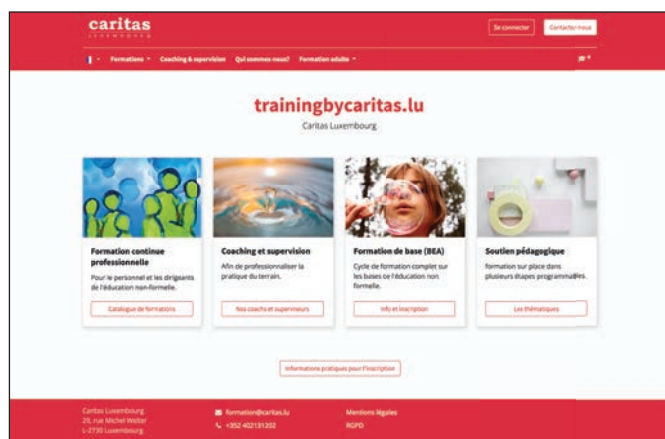 caritas
LUXEMBOURG
Se connecter
Contactez-nous
Formations
Coaching & supervision
Qui sommes-nous?
Formation adulte
trainingbycaritas.lu
Caritas Luxembourg
Formation continue
professionnelle
Pour le personnel et les dirigeants
de l'éducation non-formelle.
Catalogue de formations
Coaching et supervision
Afin de professionnaliser la
pratique du terrain.
Nos coachs et superviseurs
Formation de base (BEA)
Cycle de formation complet sur
les bases de l'éducation non
formelle.
Info et inscription
Soutien pédagogique
formation sur place dans
plusieurs étapes programmables.
Les thématiques
Informations pratiques pour l'inscription
Caritas Luxembourg
29, rue Michel Welter
L-2730 Luxembourg
formation@caritas.lu
+352 402131202
Mentions légales
RGPD